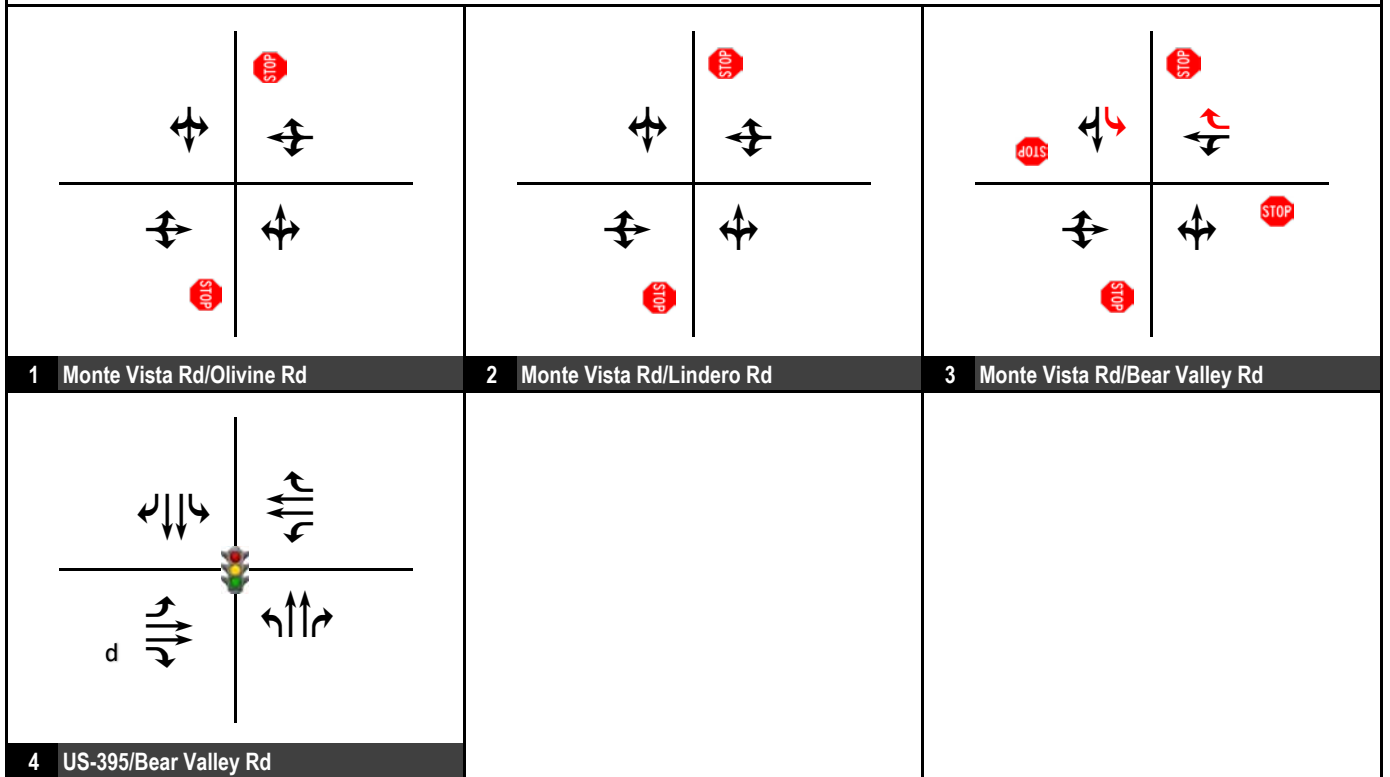 STOP
STOP
1 Monte Vista Rd/Olivine Rd
STOP
STOP
2 Monte Vista Rd/Lindero Rd
STOP
STOP
STOP
STOP
3 Monte Vista Rd/Bear Valley Rd
d
4 US-395/Bear Valley Rd